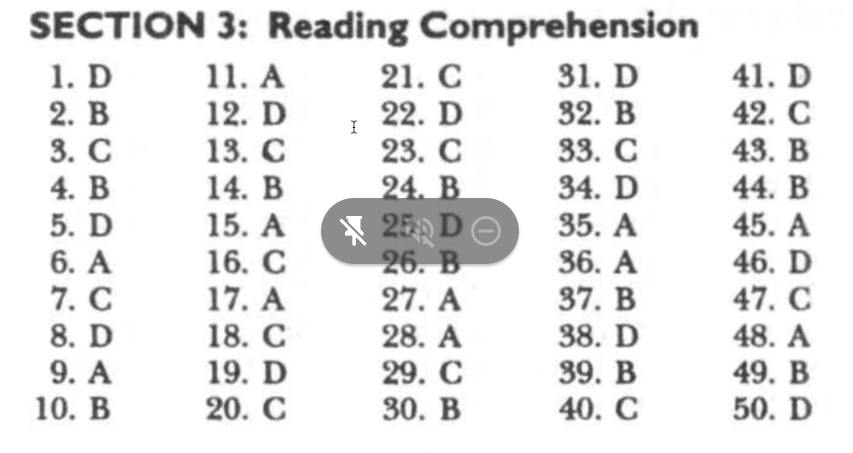 SECTION 3: Reading Comprehension
1. D 11. A 21. C 31. D 41. D
2. B 12. D 22. D 32. B 42. C
3. C 13. C 23. C 33. C 43. B
4. B 14. B 24. B 34. D 44. B
5. D 15. A 25. D 35. A 45. A
6. A 16. C 26. B 36. A 46. D
7. C 17. A 27. A 37. B 47. C
8. D 18. C 28. A 38. D 48. A
9. A 19. D 29. C 39. B 49. B
10. B 20. C 30. B 40. C 50. D